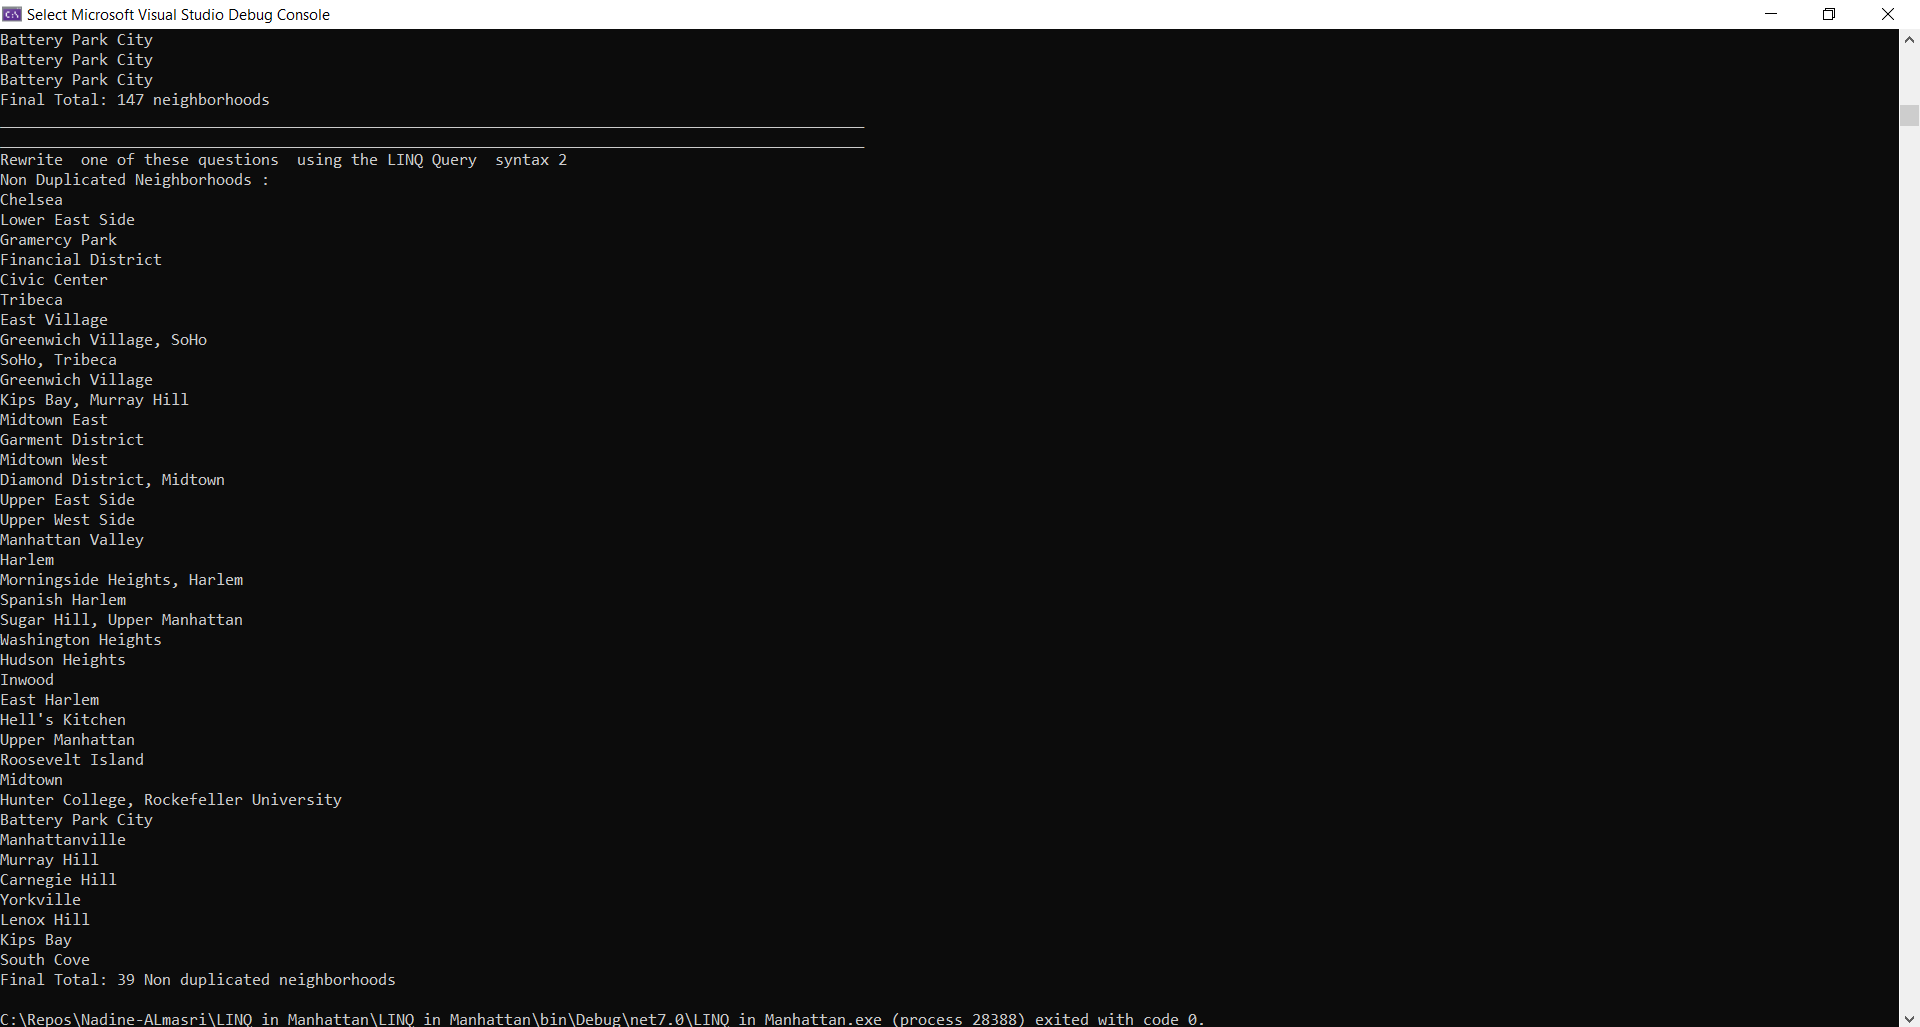 Select Microsoft Visual Studio Debug Console
Battery Park City
Battery Park City
Battery Park City
Final Total: 147 neighborhoods
________________________________________________________________________________________________
________________________________________________________________________________________________
Rewrite  one of these questions  using the LINQ Query  syntax 2
Non Duplicated Neighborhoods :
Chelsea
Lower East Side
Gramercy Park
Financial District
Civic Center
Tribeca
East Village
Greenwich Village, SoHo
SoHo, Tribeca
Greenwich Village
Kips Bay, Murray Hill
Midtown East
Garment District
Midtown West
Diamond District, Midtown
Upper East Side
Upper West Side
Manhattan Valley
Harlem
Morningside Heights, Harlem
Spanish Harlem
Sugar Hill, Upper Manhattan
Washington Heights
Hudson Heights
Inwood
East Harlem
Hell's Kitchen
Upper Manhattan
Roosevelt Island
Midtown
Hunter College, Rockefeller University
Battery Park City
Manhattanville
Murray Hill
Carnegie Hill
Yorkville
Lenox Hill
Kips Bay
South Cove
Final Total: 39 Non duplicated neighborhoods
C:\Repos\Nadine-ALmasri\LINQ in Manhattan\LINQ in Manhattan\bin\Debug\net7.0\LINQ in Manhattan.exe (process 28388) exited with code 0.